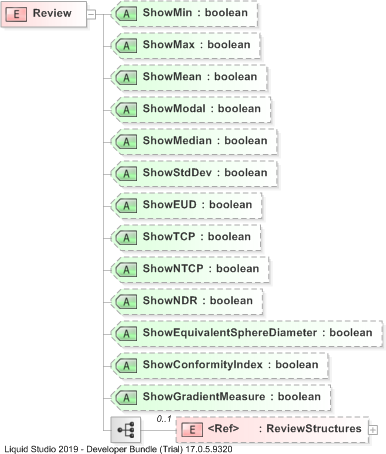 E Review
A ShowMin : boolean
A ShowMax : boolean
A ShowMean : boolean
A ShowModal : boolean
A ShowMedian : boolean
A ShowStdDev : boolean
A ShowEUD : boolean
A ShowTCP : boolean
A ShowNTCP : boolean
A ShowNDR : boolean
A ShowEquivalentSphereDiameter : boolean
A ShowConformityIndex : boolean
A ShowGradientMeasure : boolean
0..1
E <Ref> : ReviewStructures
Liquid Studio 2019 - Developer Bundle (Trial) 17.0.5.9320